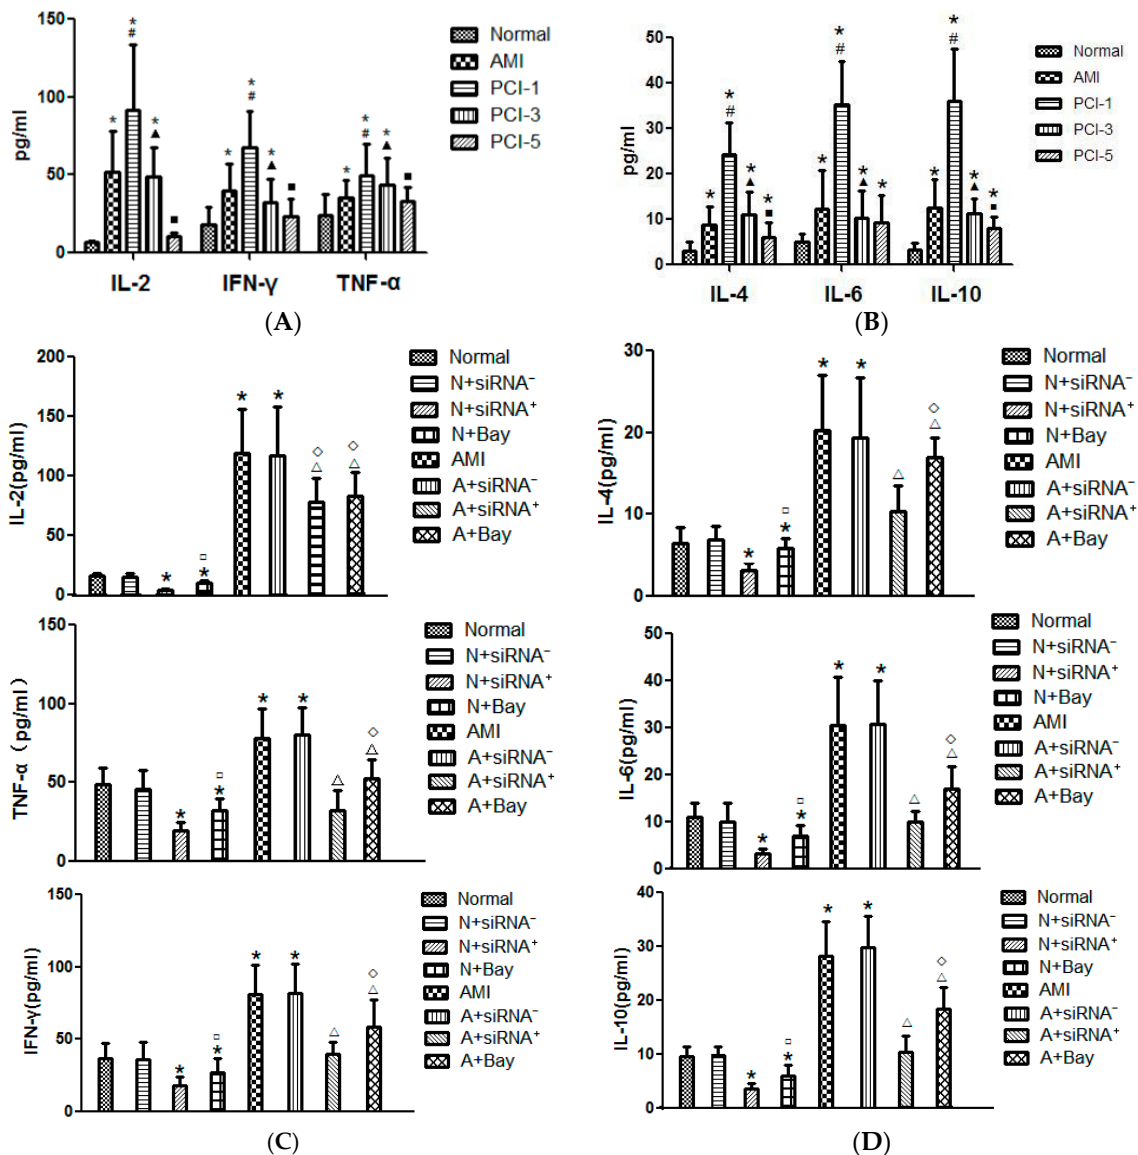 150
100
50
0
pg/ml
* # * * ▲ ■
* * # * ▲ ■
* * # * ▲ ■
IL-2 IFN-γ TNF-α
Normal
AMI
PCI-1
PCI-3
PCI-5
(A)
50
40
30
20
10
0
pg/ml
* * # * ▲ * ■
* * # * ▲ *
* * # * ▲ * ■
IL-4 IL-6 IL-10
Normal
AMI
PCI-1
PCI-3
PCI-5
(B)
200
150
100
50
0
IL-2(pg/ml)
* □ * * * ◇ △ ◇ △
Normal
N+siRNA⁻
N+siRNA⁺
N+Bay
AMI
A+siRNA⁻
A+siRNA⁺
A+Bay
150
100
50
0
TNF-α (pg/ml)
* □ * * * △ ◇ △
Normal
N+siRNA⁻
N+siRNA⁺
N+Bay
AMI
A+siRNA⁻
A+siRNA⁺
A+Bay
150
100
50
0
IFN-γ(pg/ml)
* □ * * * △ ◇ △
Normal
N+siRNA⁻
N+siRNA⁺
N+Bay
AMI
A+siRNA⁻
A+siRNA⁺
A+Bay
(C)
30
20
10
0
IL-4(pg/ml)
* □ * * * △ ◇ △
Normal
N+siRNA⁻
N+siRNA⁺
N+Bay
AMI
A+siRNA⁻
A+siRNA⁺
A+Bay
50
40
30
20
10
0
IL-6(pg/ml)
* □ * * * △ ◇ △
Normal
N+siRNA⁻
N+siRNA⁺
N+Bay
AMI
A+siRNA⁻
A+siRNA⁺
A+Bay
40
30
20
10
0
IL-10(pg/ml)
* □ * * * △ ◇ △
Normal
N+siRNA⁻
N+siRNA⁺
N+Bay
AMI
A+siRNA⁻
A+siRNA⁺
A+Bay
(D)